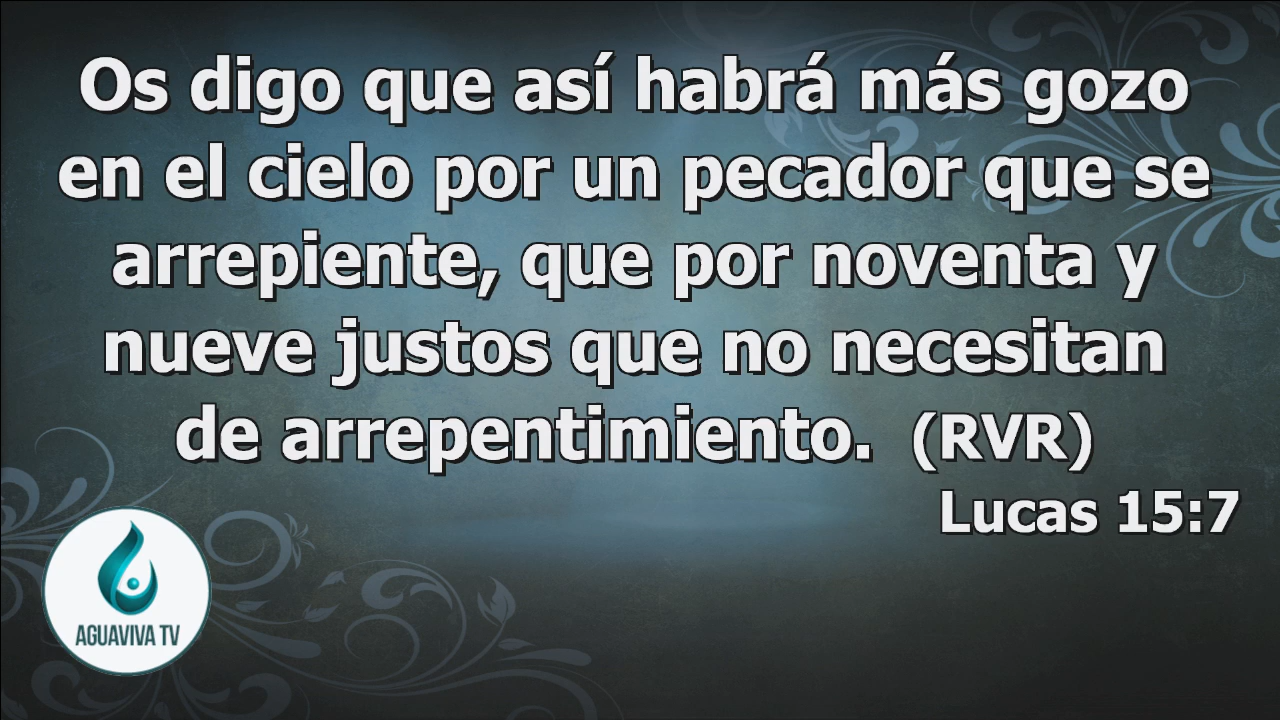 Os digo que así habrá más gozo
en el cielo por un pecador que se
arrepiente, que por noventa y
nueve justos que no necesitan
de arrepentimiento. (RVR)
Lucas 15:7
AGUAVIVA TV